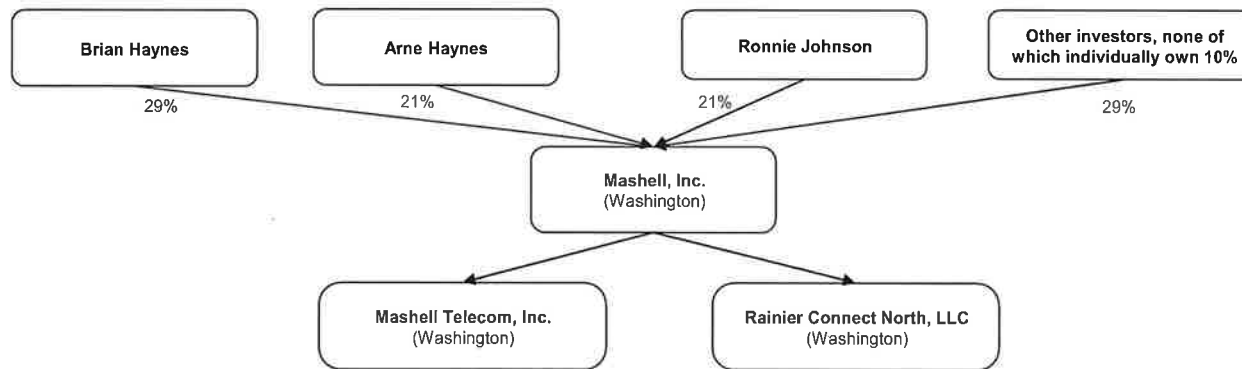 Brian Haynes
Arne Haynes
Ronnie Johnson
Other investors, none of
which individually own 10%
29%
21%
21%
29%
Mashell, Inc.
(Washington)
Mashell Telecom, Inc.
(Washington)
Rainier Connect North, LLC
(Washington)